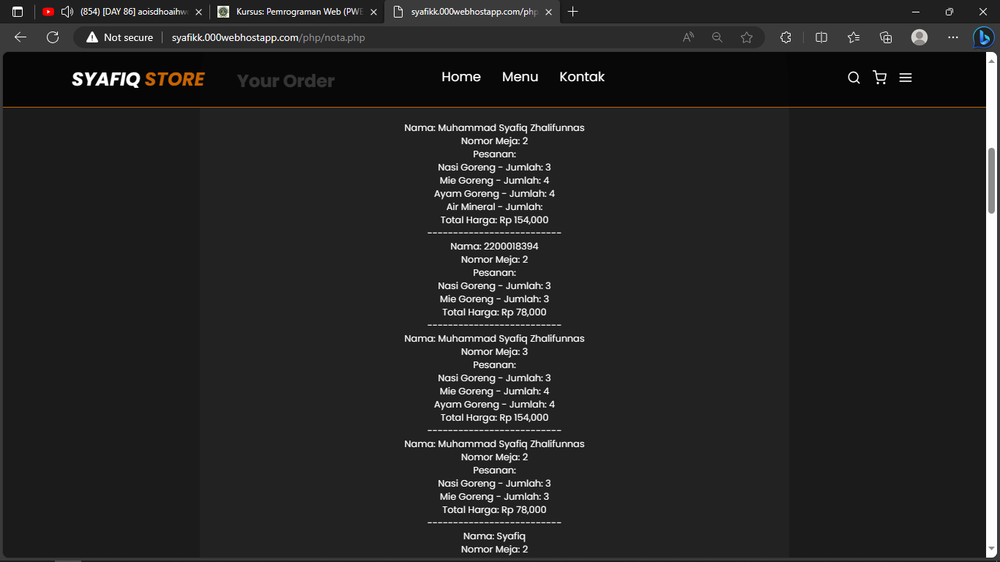 (854) [DAY 86] aoisdhoaihw
Kursus: Pemrograman Web (PWE
syafikk.000webhostapp.com/php
Not secure
syafikk.000webhostapp.com/php/nota.php
SYAFIQ STORE
Your Order
Home
Menu
Kontak
Nama: Muhammad Syafiq Zhalifunnas
Nomor Meja: 2
Pesanan:
Nasi Goreng - Jumlah: 3
Mie Goreng - Jumlah: 4
Ayam Goreng - Jumlah: 4
Air Mineral - Jumlah:
Total Harga: Rp 154,000
--------------------------
Nama: 2200018394
Nomor Meja: 2
Pesanan:
Nasi Goreng - Jumlah: 3
Mie Goreng - Jumlah: 3
Total Harga: Rp 78,000
--------------------------
Nama: Muhammad Syafiq Zhalifunnas
Nomor Meja: 3
Pesanan:
Nasi Goreng - Jumlah: 3
Mie Goreng - Jumlah: 4
Ayam Goreng - Jumlah: 4
Total Harga: Rp 154,000
--------------------------
Nama: Muhammad Syafiq Zhalifunnas
Nomor Meja: 2
Pesanan:
Nasi Goreng - Jumlah: 3
Mie Goreng - Jumlah: 3
Total Harga: Rp 78,000
--------------------------
Nama: Syafiq
Nomor Meja: 2